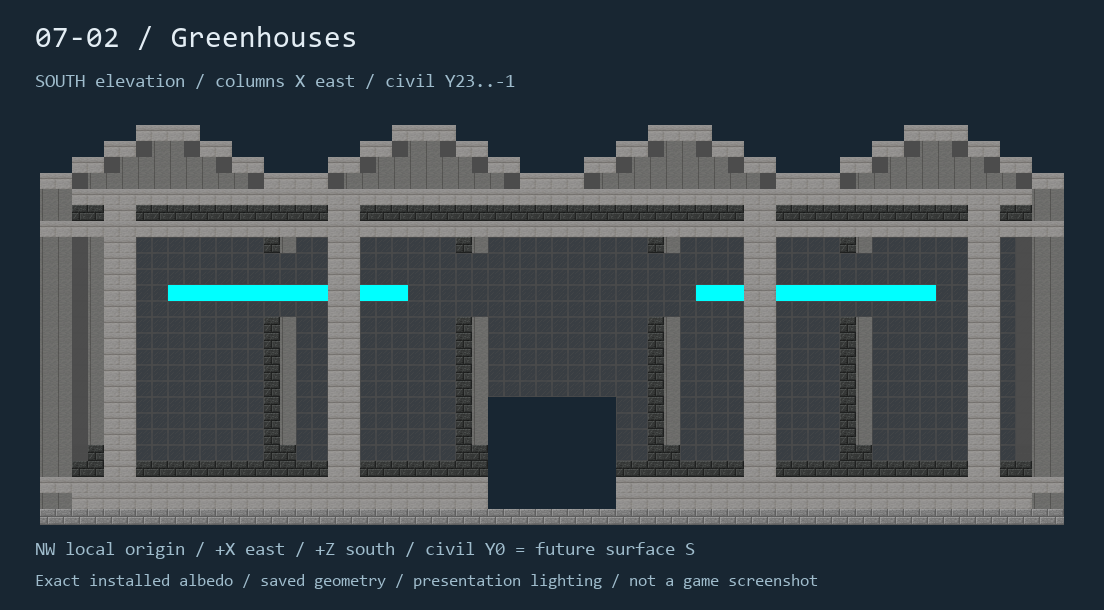 07-02 / Greenhouses
SOUTH elevation / columns X east / civil Y23..-1
NW local origin / +X east / +Z south / civil Y0 = future surface S
Exact installed albedo / saved geometry / presentation lighting / not a game screenshot